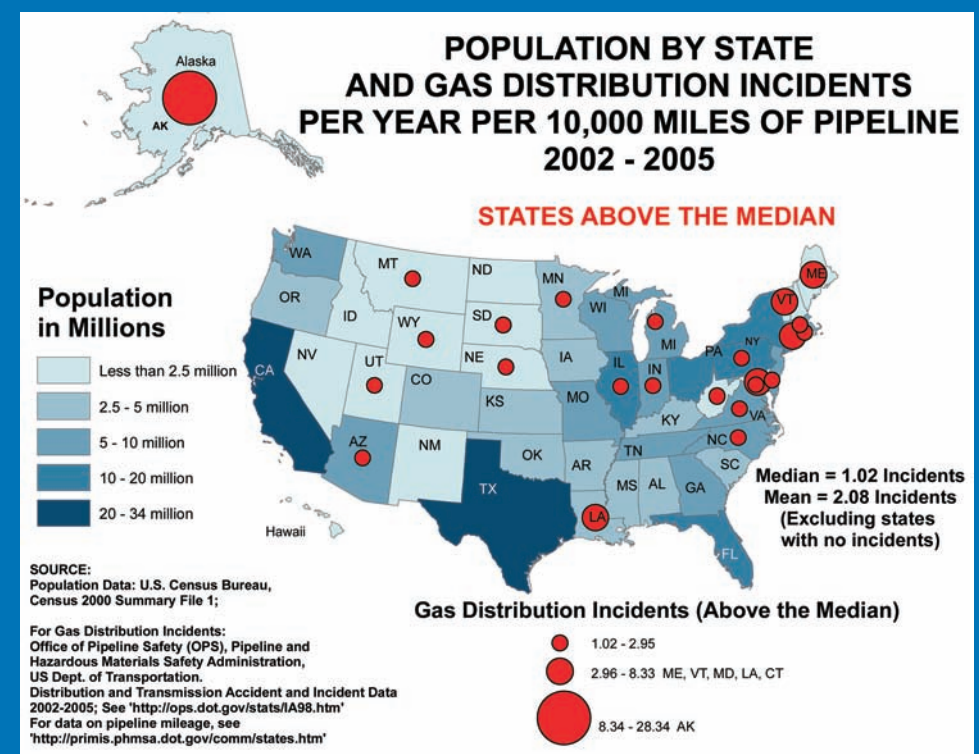 POPULATION BY STATE
AND GAS DISTRIBUTION INCIDENTS
PER YEAR PER 10,000 MILES OF PIPELINE
2002 - 2005
STATES ABOVE THE MEDIAN
Alaska
AK
Population
in Millions
Less than 2.5 million
2.5 - 5 million
5 - 10 million
10 - 20 million
20 - 34 million
WA
MT
ND
MN
ME
VT
OR
ID
WY
SD
WI
MI
MI
NY
PA
NV
UT
NE
IA
IL
IN
CA
CO
KS
MO
KY
VA
AZ
NM
OK
AR
TN
NC
SC
TX
LA
MS
AL
GA
FL
Hawaii
Median = 1.02 Incidents
Mean = 2.08 Incidents
(Excluding states
with no incidents)
SOURCE:
Population Data: U.S. Census Bureau,
Census 2000 Summary File 1;
For Gas Distribution Incidents:
Office of Pipeline Safety (OPS), Pipeline and
Hazardous Materials Safety Administration,
US Dept. of Transportation.
Distribution and Transmission Accident and Incident Data
2002-2005; See 'http://ops.dot.gov/stats/IA98.htm'
For data on pipeline mileage, see
'http://primis.phmsa.dot.gov/comm/states.htm'
Gas Distribution Incidents (Above the Median)
1.02 - 2.95
2.96 - 8.33 ME, VT, MD, LA, CT
8.34 - 28.34 AK